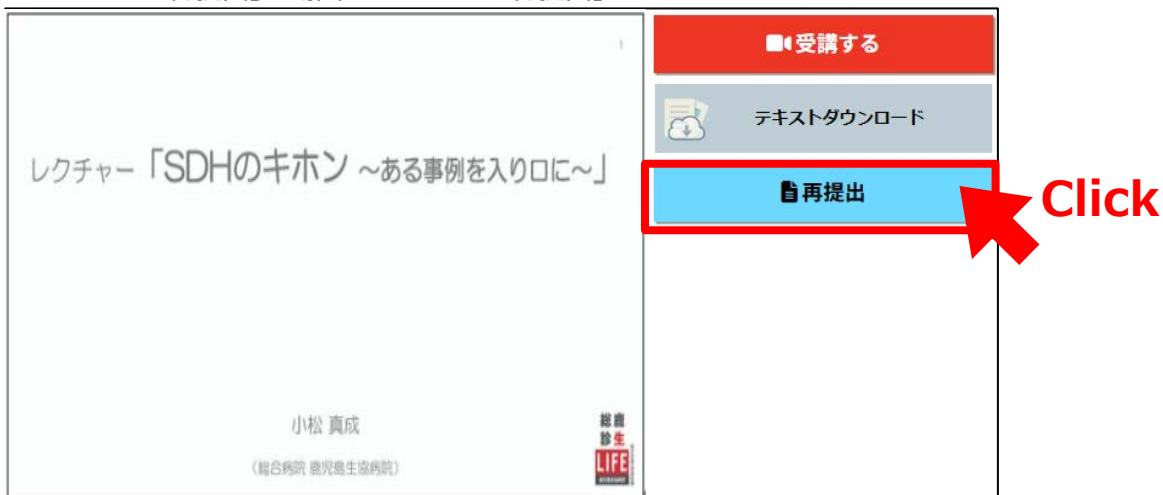 1
レクチャー「SDHのキホン ～ある事例を入り口に～」
小松 真成
（総合病院 鹿児島生協病院）
総 鹿
診 生
LIFE
受講する
テキストダウンロード
再提出
Click